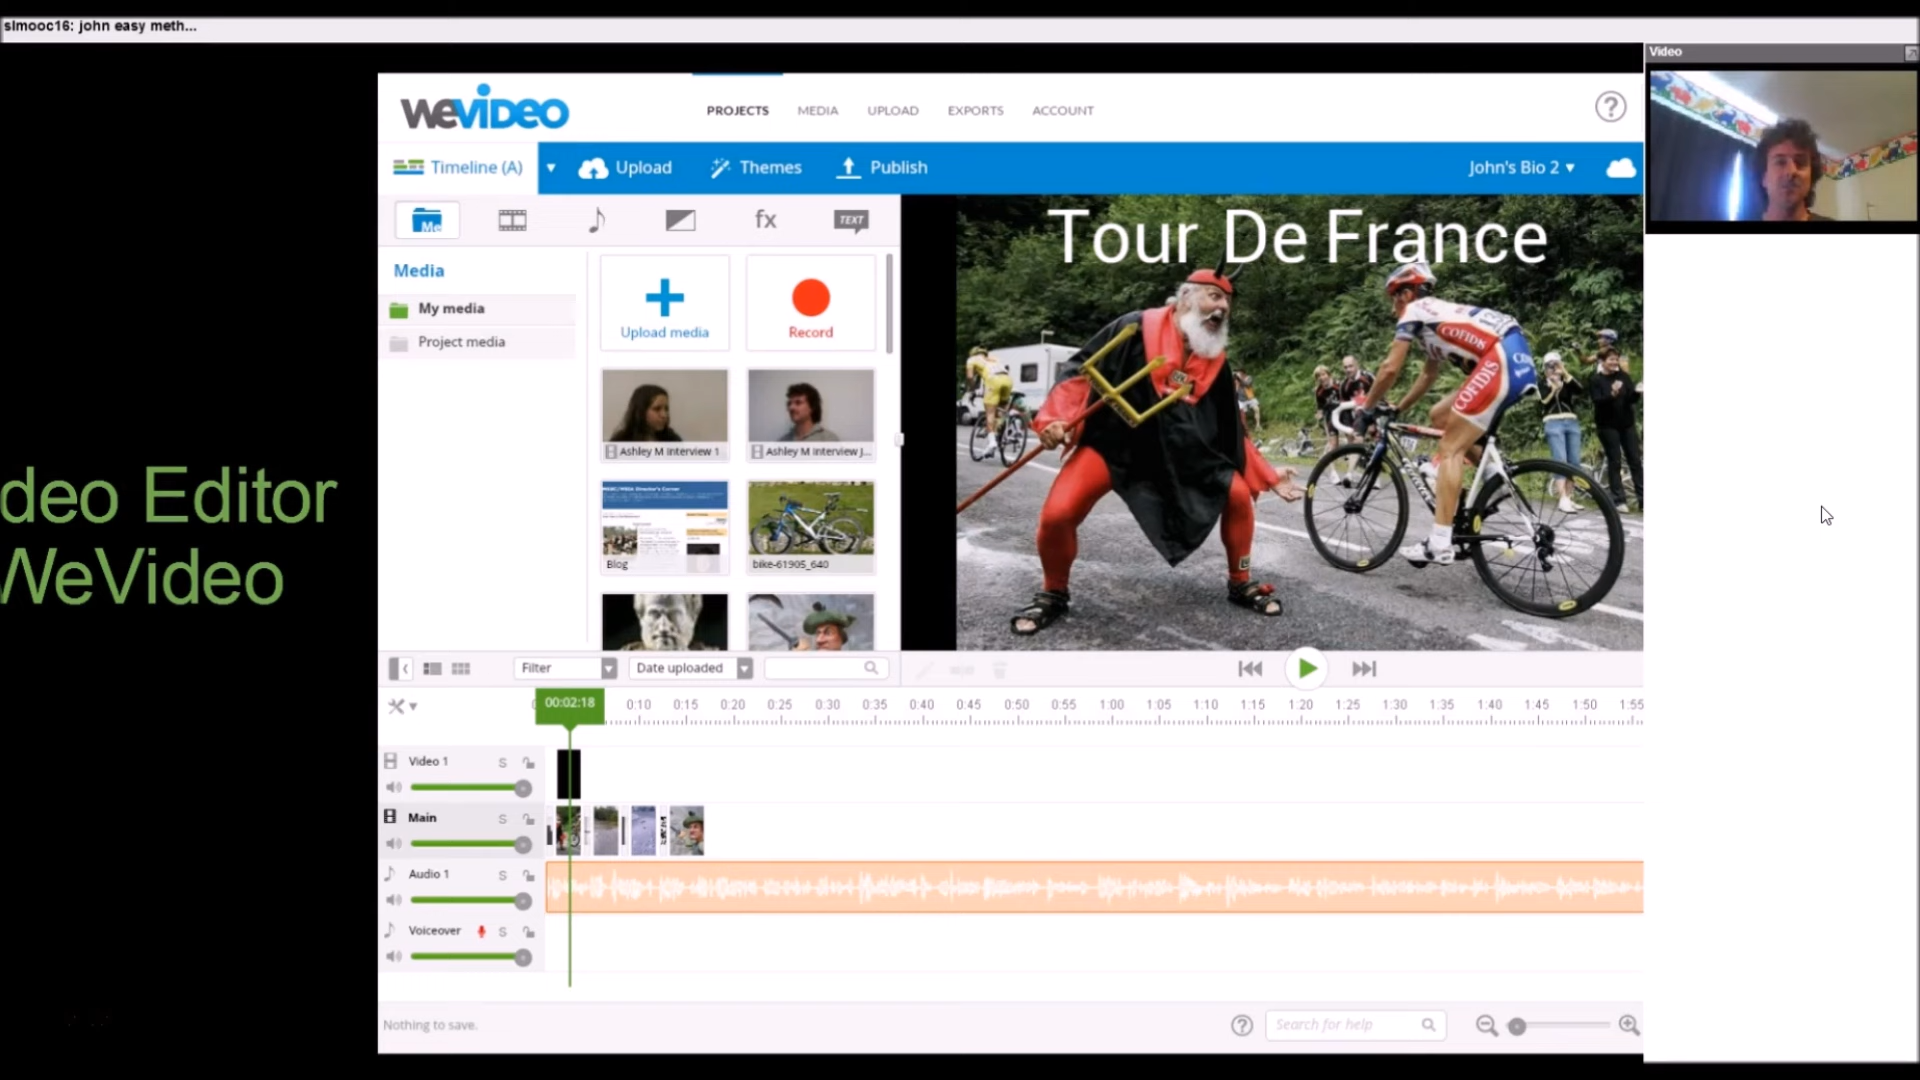 slmooc16: john easy meth...
Video
wevideo
PROJECTS
MEDIA
UPLOAD
EXPORTS
ACCOUNT
?
Timeline (A)
Upload
Themes
Publish
John's Bio 2
Me
fx
TEXT
Tour De France
Media
My media
Project media
Upload media
Record
COFIDIS
COFIDIS
Ashley M Interview 1
Ashley M Interview J...
Blog
bike-61905_640
deo Editor
WeVideo
Filter
Date uploaded
00:02:18
0:10 0:15 0:20 0:25 0:30 0:35 0:40 0:45 0:50 0:55 1:00 1:05 1:10 1:15 1:20 1:25 1:30 1:35 1:40 1:45 1:50 1:55
Video 1 S
Main S
Audio 1 S
Voiceover S
Nothing to save.
?
Search for help